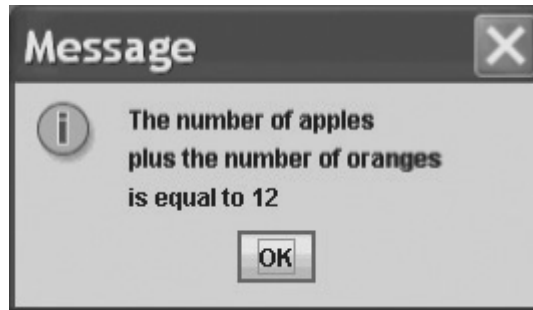 Message
The number of apples
plus the number of oranges
is equal to 12
OK